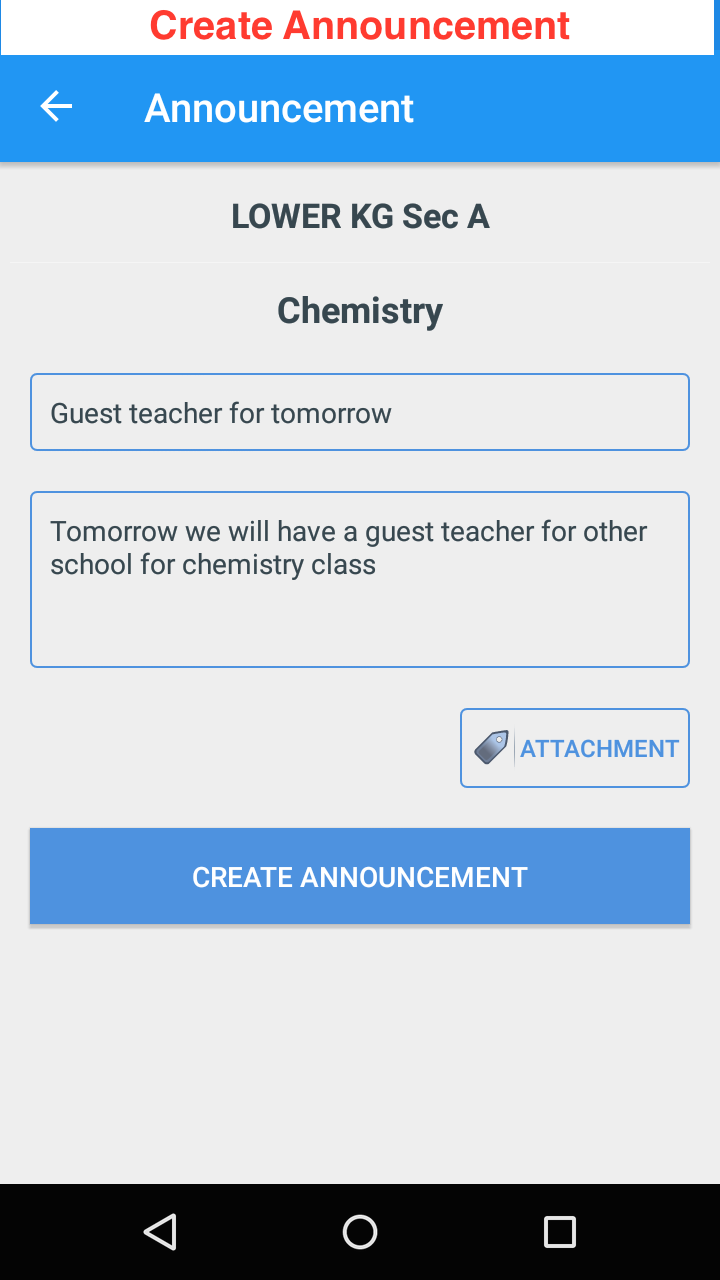 Create Announcement
Announcement
LOWER KG Sec A
Chemistry
Guest teacher for tomorrow
Tomorrow we will have a guest teacher for other
school for chemistry class
ATTACHMENT
CREATE ANNOUNCEMENT